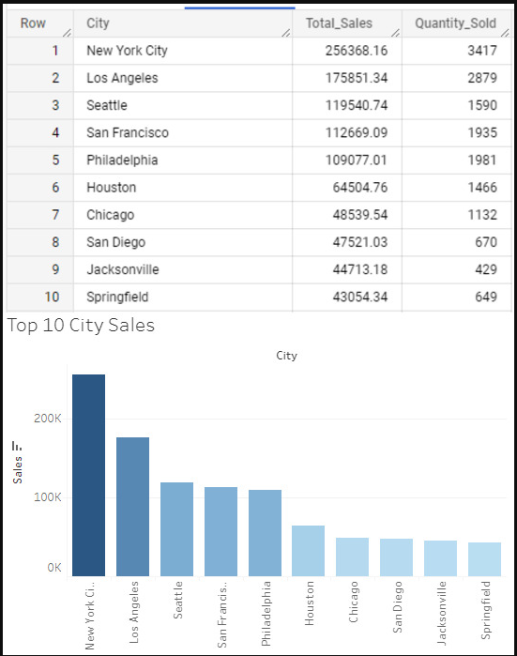 Row City Total_Sales Quantity_Sold
1 New York City 256368.16 3417
2 Los Angeles 175851.34 2879
3 Seattle 119540.74 1590
4 San Francisco 112669.09 1935
5 Philadelphia 109077.01 1981
6 Houston 64504.76 1466
7 Chicago 48539.54 1132
8 San Diego 47521.03 670
9 Jacksonville 44713.18 429
10 Springfield 43054.34 649
Top 10 City Sales
City
Sales
200K
100K
0K
New York Ci..
Los Angeles
Seattle
San Francis..
Philadelphia
Houston
Chicago
San Diego
Jacksonville
Springfield